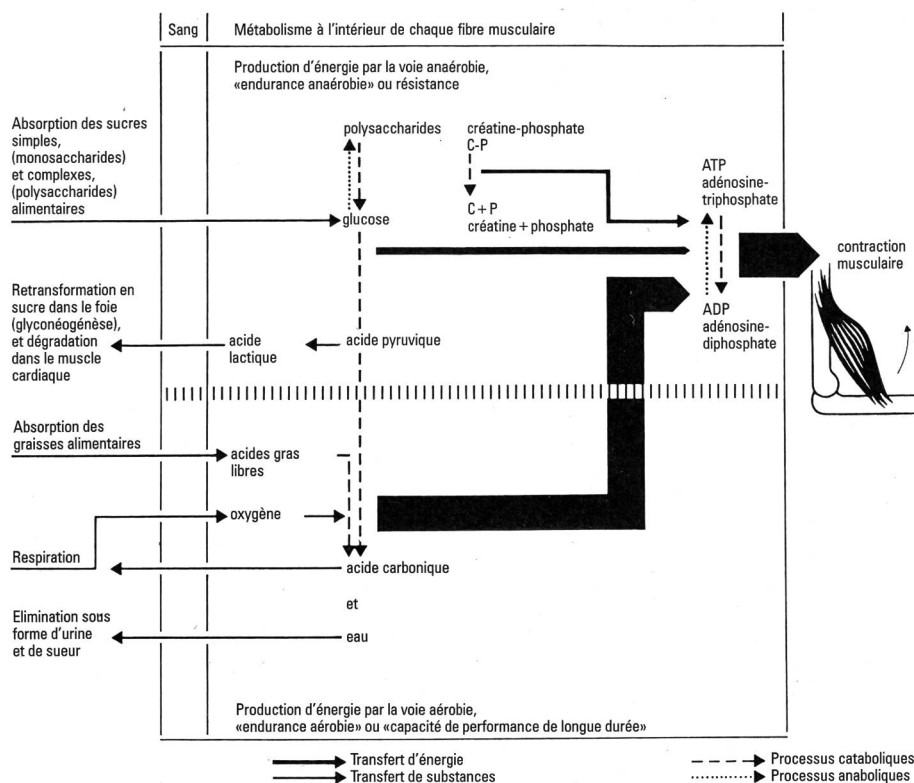 Sang
Métabolisme à l'intérieur de chaque fibre musculaire
Production d'énergie par la voie anaérobie,
«endurance anaérobie» ou résistance
Absorption des sucres
simples,
(monosaccharides)
et complexes,
(polysaccharides)
alimentaires
polysaccharides
créatine-phosphate
C-P
ATP
adénosine-
triphosphate
glucose
C + P
créatine + phosphate
contraction
musculaire
Retransformation en
sucre dans le foie
(glyconéogénèse),
et dégradation
dans le muscle
cardiaque
acide
lactique
acide pyruvique
ADP
adénosine-
diphosphate
Absorption des
graisses alimentaires
acides gras
libres
oxygène
Respiration
acide carbonique
et
Elimination sous
forme d'urine
et de sueur
eau
Production d'énergie par la voie aérobie,
«endurance aérobie» ou «capacité de performance de longue durée»
Transfert d'énergie
Transfert de substances
Processus cataboliques
Processus anaboliques